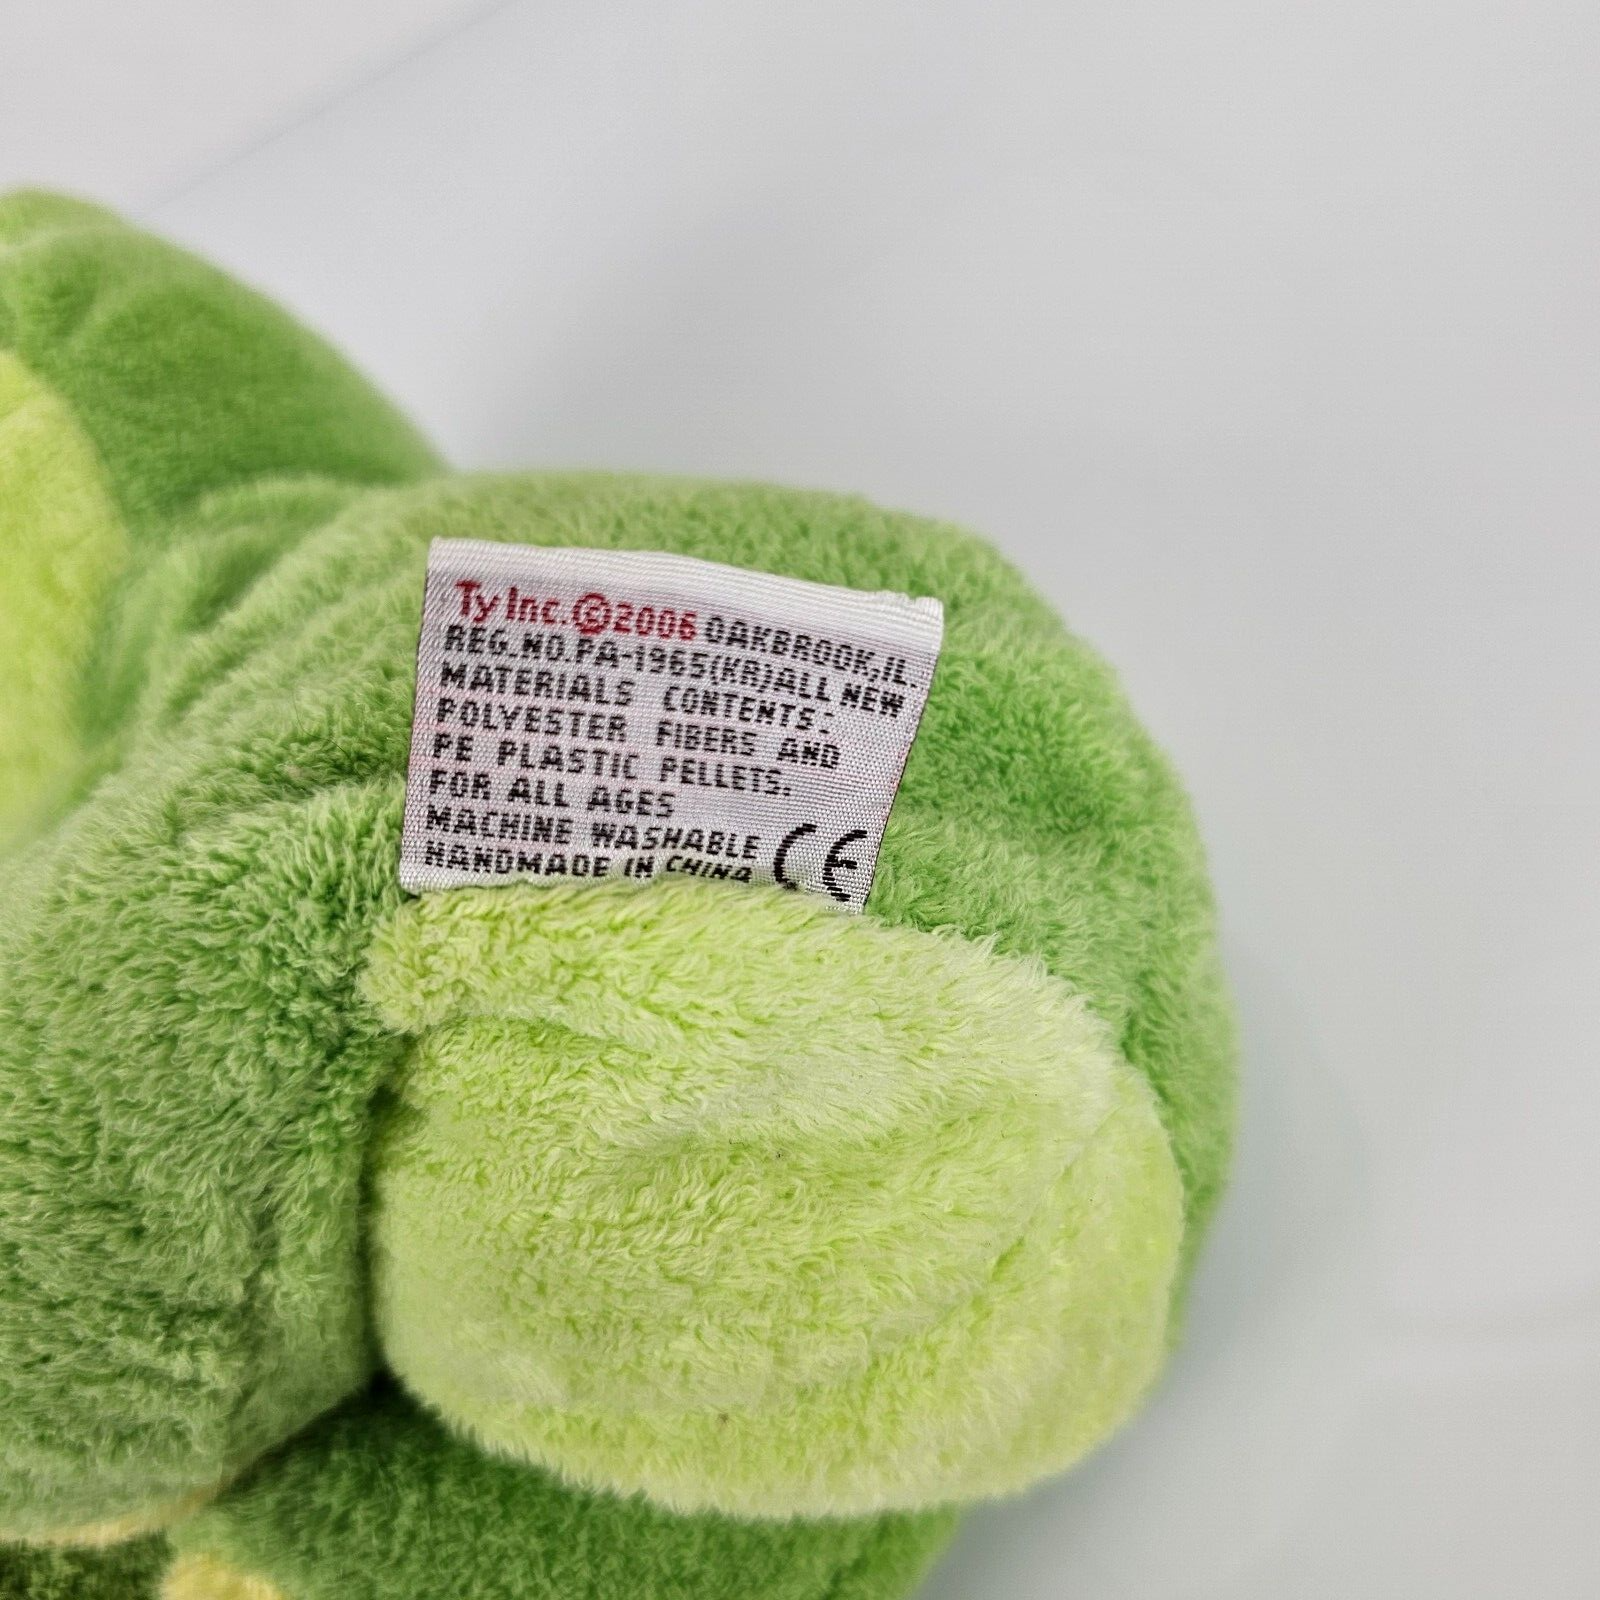 Ty Inc.©2006 OAKBROOK,IL.
REG.NO.PA-1965(KR)ALL NEW
MATERIALS CONTENTS:
POLYESTER FIBERS AND
PE PLASTIC PELLETS.
FOR ALL AGES
MACHINE WASHABLE
HANDMADE IN CHINA CE